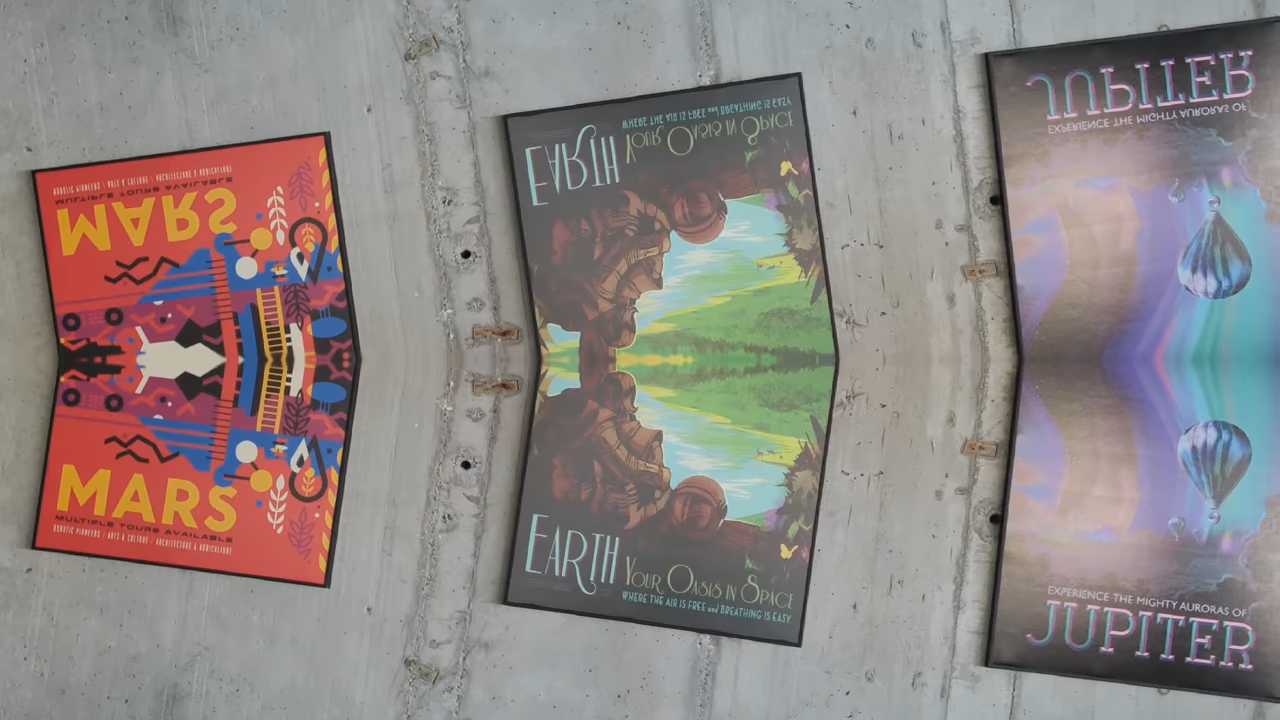 MARS
MULTIPLE TOURS AVAILABLE
ROBOTIC PIONEERS · ARTS & CULTURE · ARCHITECTURE & AGRICULTURE
EARTH
YOUR OASIS IN SPACE
WHERE THE AIR IS FREE and BREATHING IS EASY
EXPERIENCE THE MIGHTY AURORAS OF
JUPITER